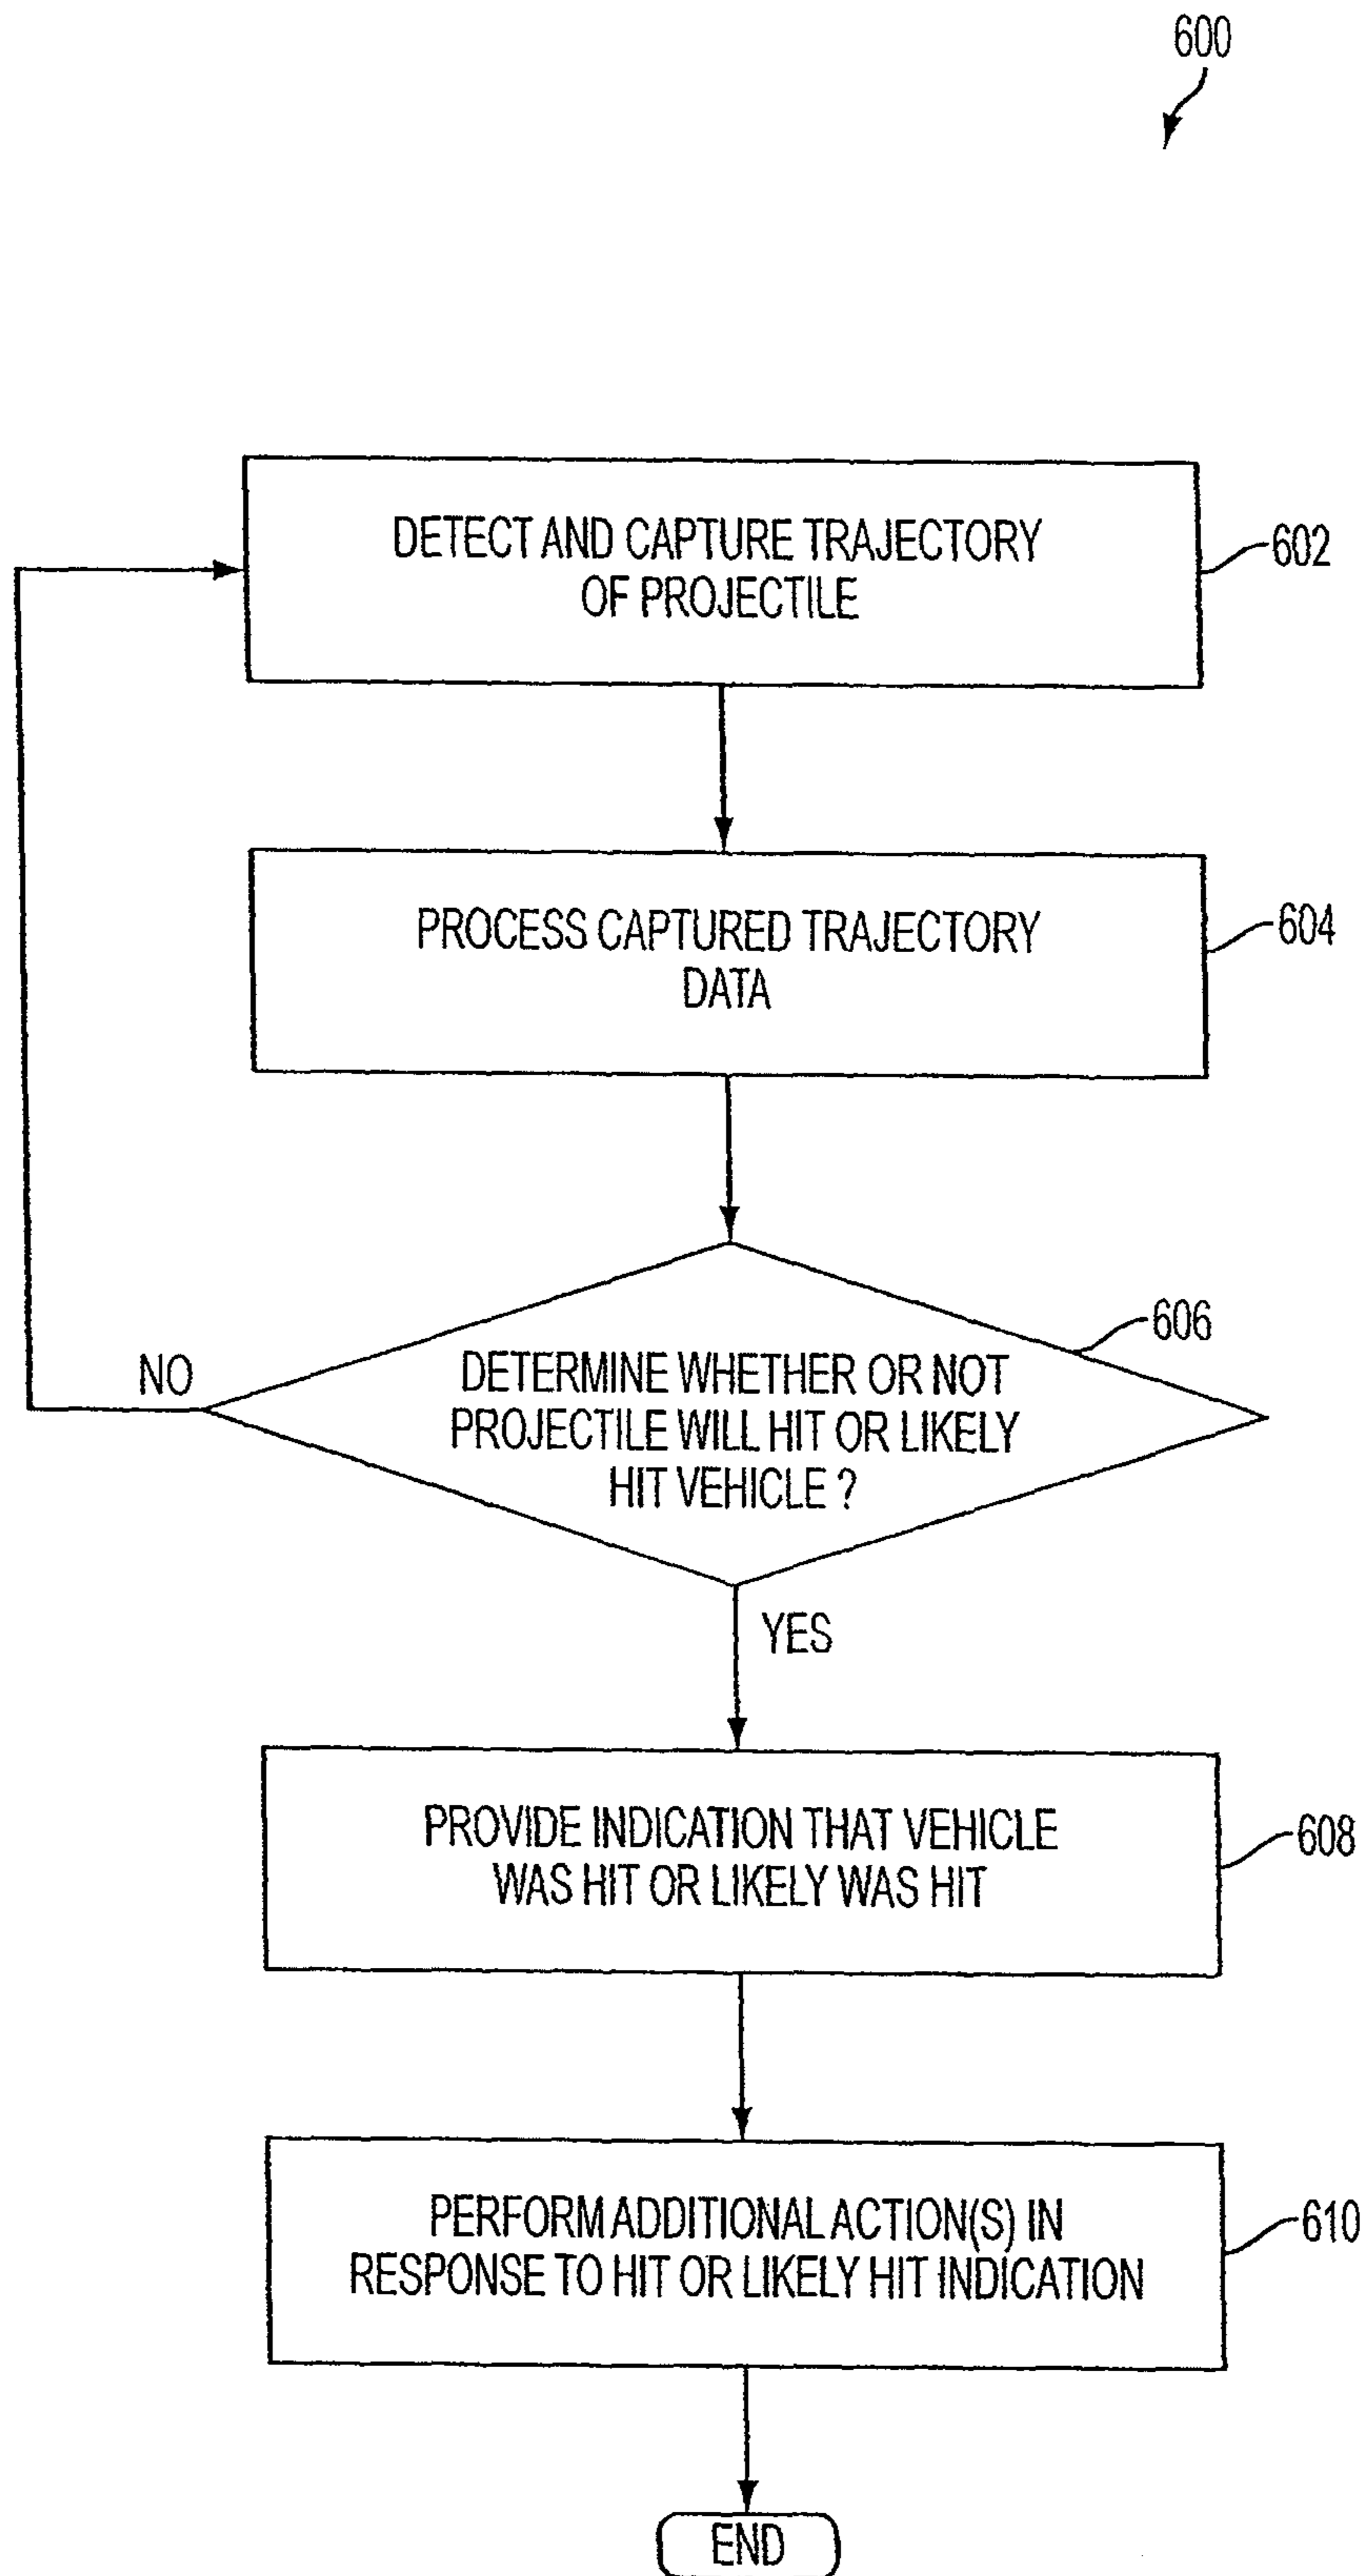 600
DETECT AND CAPTURE TRAJECTORY
OF PROJECTILE
602
PROCESS CAPTURED TRAJECTORY
DATA
604
606
NO
DETERMINE WHETHER OR NOT
PROJECTILE WILL HIT OR LIKELY
HIT VEHICLE ?
YES
PROVIDE INDICATION THAT VEHICLE
WAS HIT OR LIKELY WAS HIT
608
PERFORM ADDITIONAL ACTION(S) IN
RESPONSE TO HIT OR LIKELY HIT INDICATION
610
END